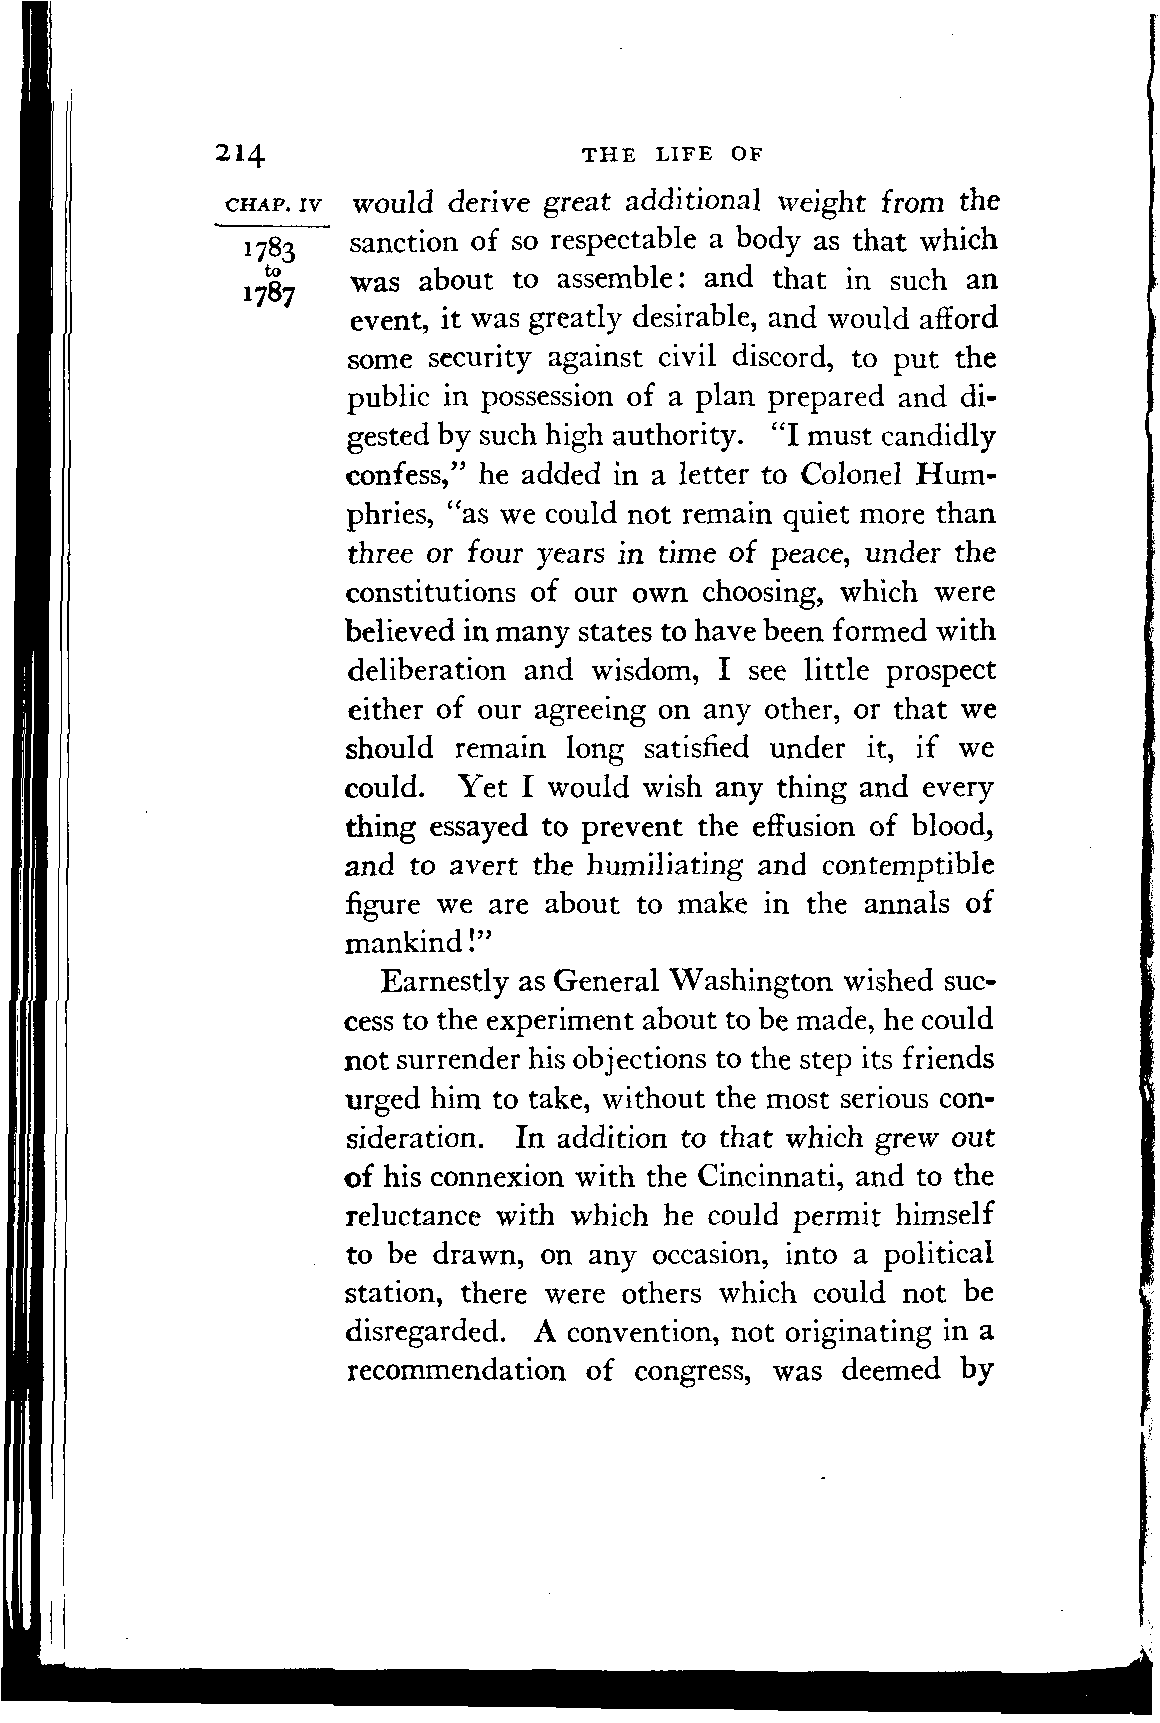 214
THE LIFE OF
CHAP. IV
1783
to
1787
would derive great additional weight from the
sanction of so respectable a body as that which
was about to assemble: and that in such an
event, it was greatly desirable, and would afford
some security against civil discord, to put the
public in possession of a plan prepared and di-
gested by such high authority. "I must candidly
confess," he added in a letter to Colonel Hum-
phries, "as we could not remain quiet more than
three or four years in time of peace, under the
constitutions of our own choosing, which were
believed in many states to have been formed with
deliberation and wisdom, I see little prospect
either of our agreeing on any other, or that we
should remain long satisfied under it, if we
could. Yet I would wish any thing and every
thing essayed to prevent the effusion of blood,
and to avert the humiliating and contemptible
figure we are about to make in the annals of
mankind!"
Earnestly as General Washington wished suc-
cess to the experiment about to be made, he could
not surrender his objections to the step its friends
urged him to take, without the most serious con-
sideration. In addition to that which grew out
of his connexion with the Cincinnati, and to the
reluctance with which he could permit himself
to be drawn, on any occasion, into a political
station, there were others which could not be
disregarded. A convention, not originating in a
recommendation of congress, was deemed by